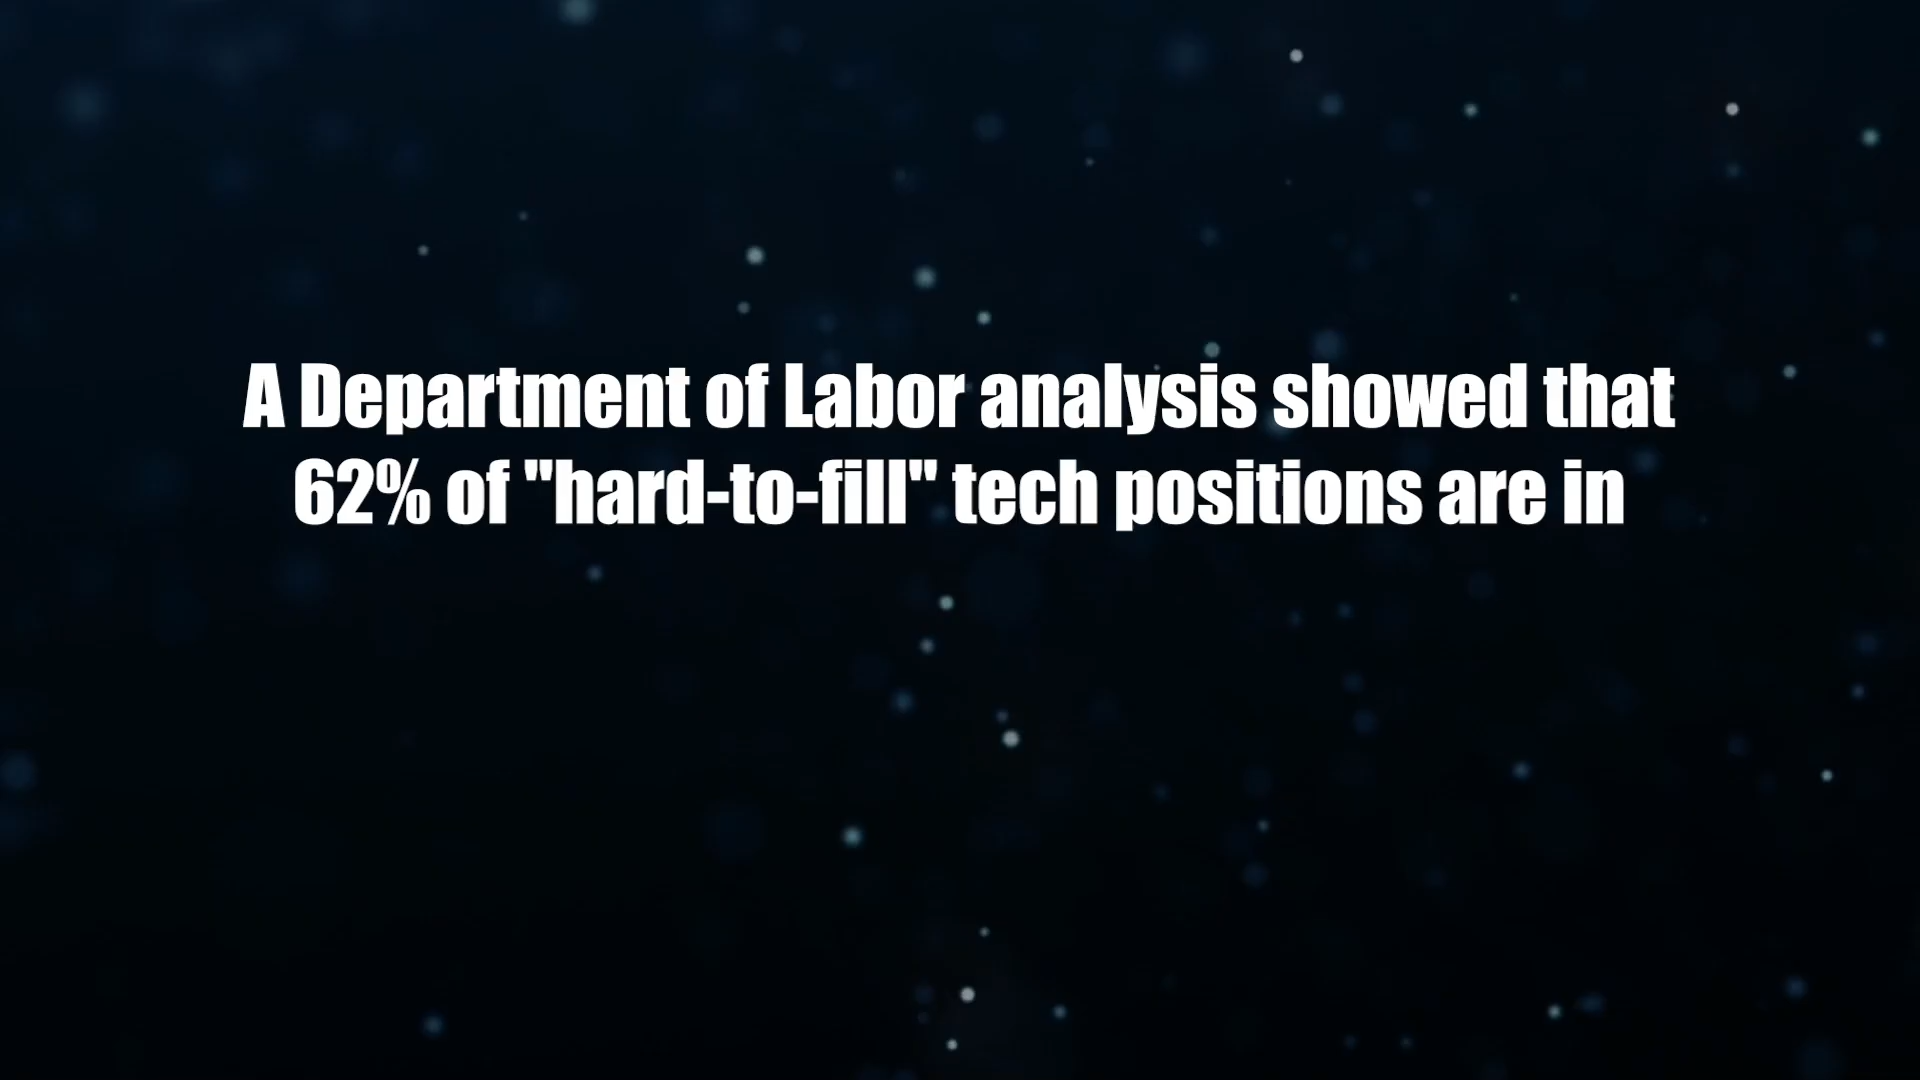 A Department of Labor analysis showed that
62% of "hard-to-fill" tech positions are in